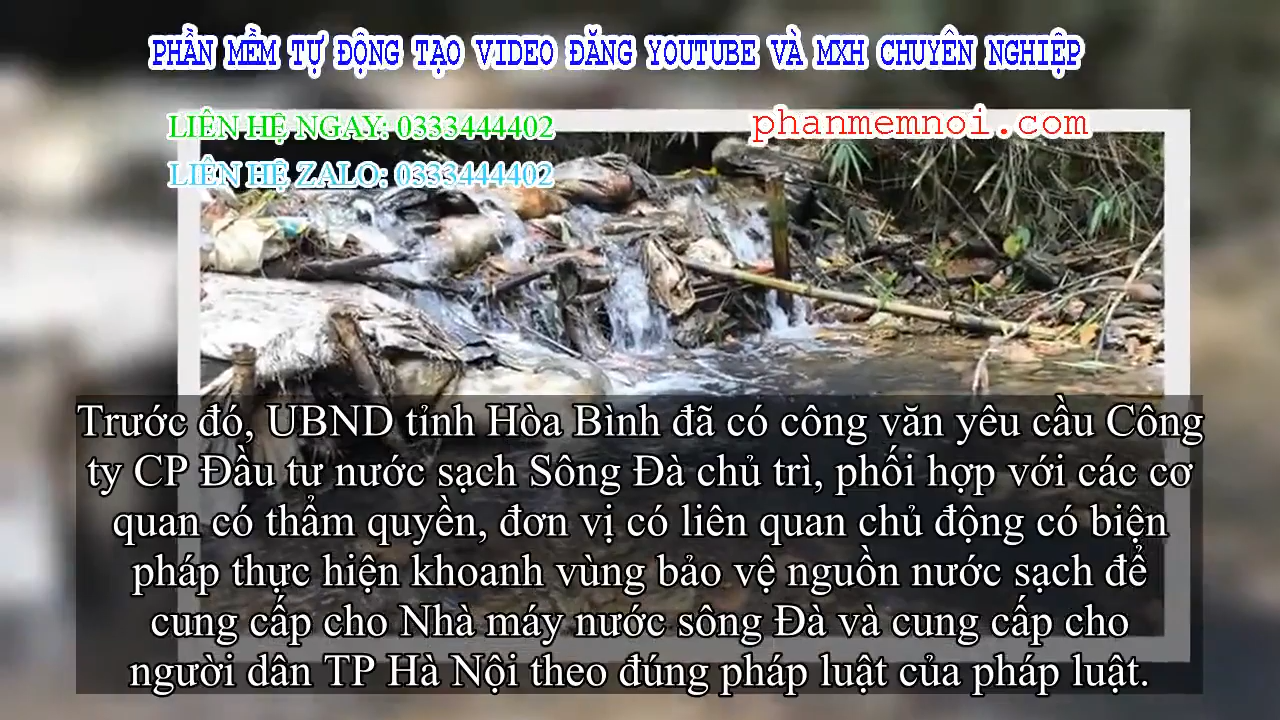 PHẦN MỀM TỰ ĐỘNG TẠO VIDEO ĐĂNG YOUTUBE VÀ MXH CHUYÊN NGHIỆP
LIÊN HỆ NGAY: 0333444402
phanmemnoi.com
LIÊN HỆ ZALO: 0333444402
Trước đó, UBND tỉnh Hòa Bình đã có công văn yêu cầu Công
ty CP Đầu tư nước sạch Sông Đà chủ trì, phối hợp với các cơ
quan có thẩm quyền, đơn vị có liên quan chủ động có biện
pháp thực hiện khoanh vùng bảo vệ nguồn nước sạch để
cung cấp cho Nhà máy nước sông Đà và cung cấp cho
người dân TP Hà Nội theo đúng pháp luật của pháp luật.